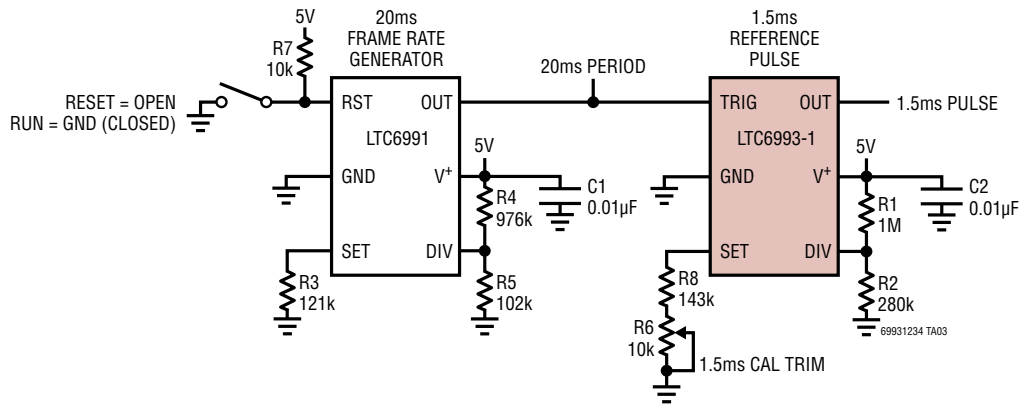 5V
R7
10k
RESET = OPEN
RUN = GND (CLOSED)
20ms
FRAME RATE
GENERATOR
RST
OUT
LTC6991
GND
V+
SET
DIV
R3
121k
5V
R4
976k
R5
102k
C1
0.01µF
20ms PERIOD
1.5ms
REFERENCE
PULSE
TRIG
OUT
LTC6993-1
GND
V+
SET
DIV
1.5ms PULSE
5V
R1
1M
R2
280k
C2
0.01µF
R8
143k
R6
10k
1.5ms CAL TRIM
69931234 TA03